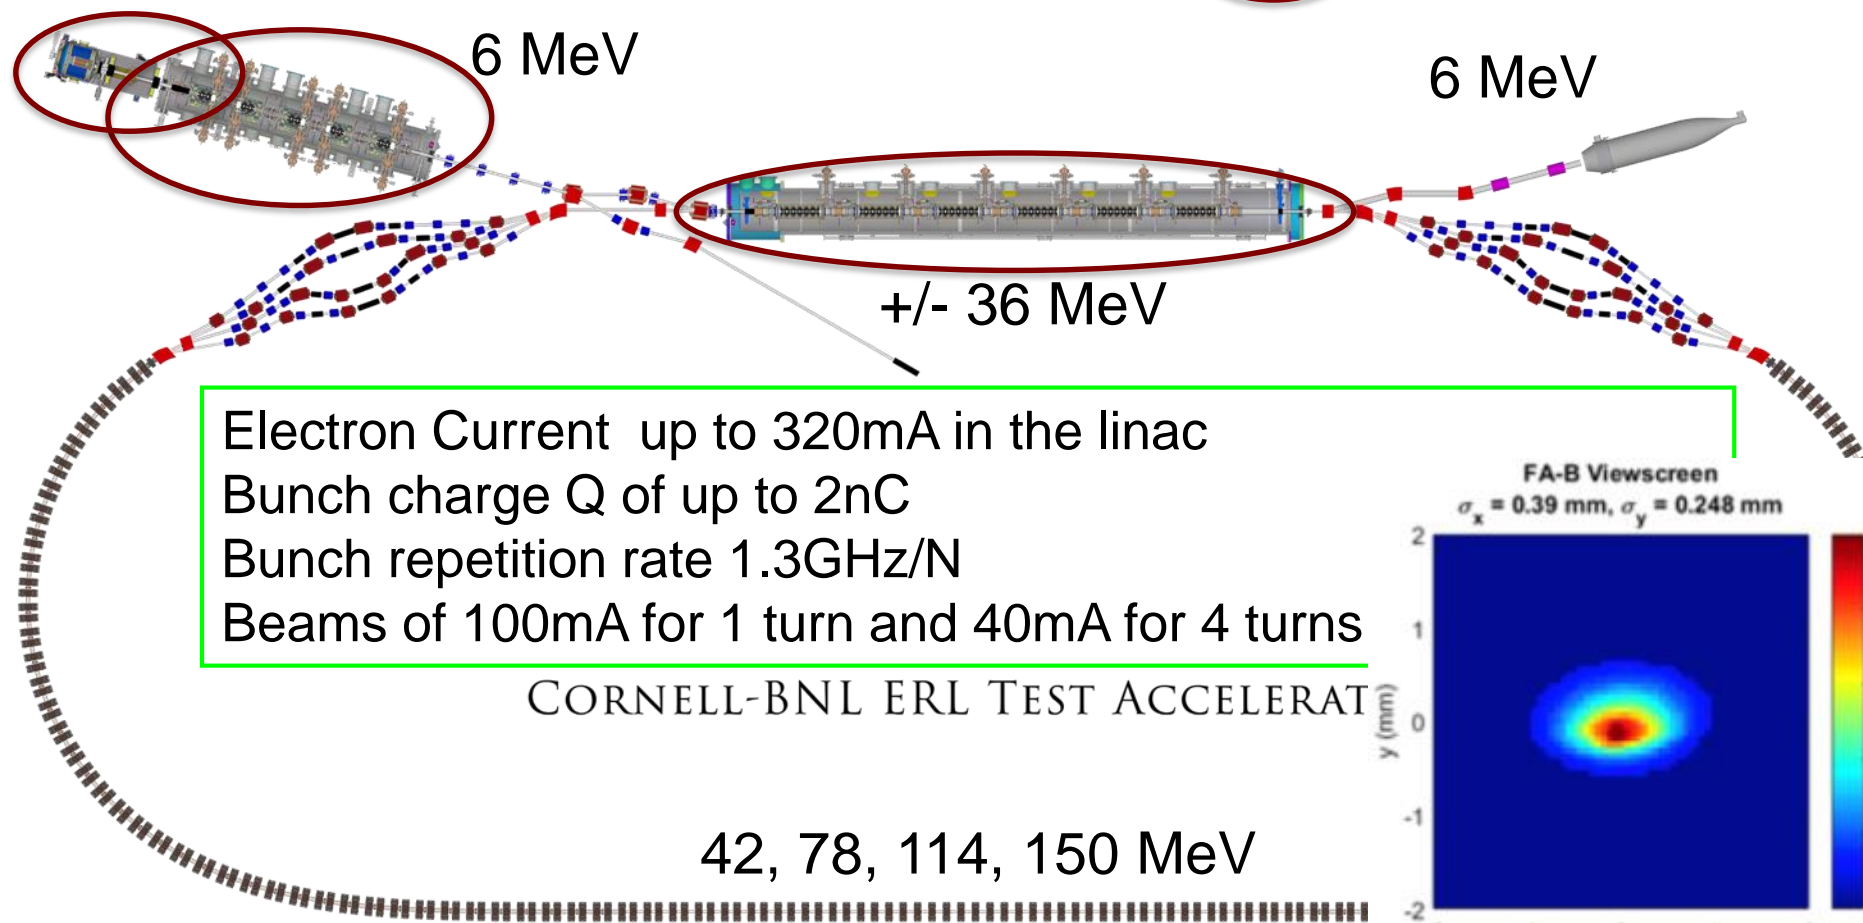 6 MeV
6 MeV
+/- 36 MeV
Electron Current up to 320mA in the linac
Bunch charge Q of up to 2nC
Bunch repetition rate 1.3GHz/N
Beams of 100mA for 1 turn and 40mA for 4 turns
CORNELL-BNL ERL TEST ACCELERAT
42, 78, 114, 150 MeV
FA-B Viewscreen
σx = 0.39 mm, σy = 0.248 mm
2
1
0
-1
-2
y (mm)